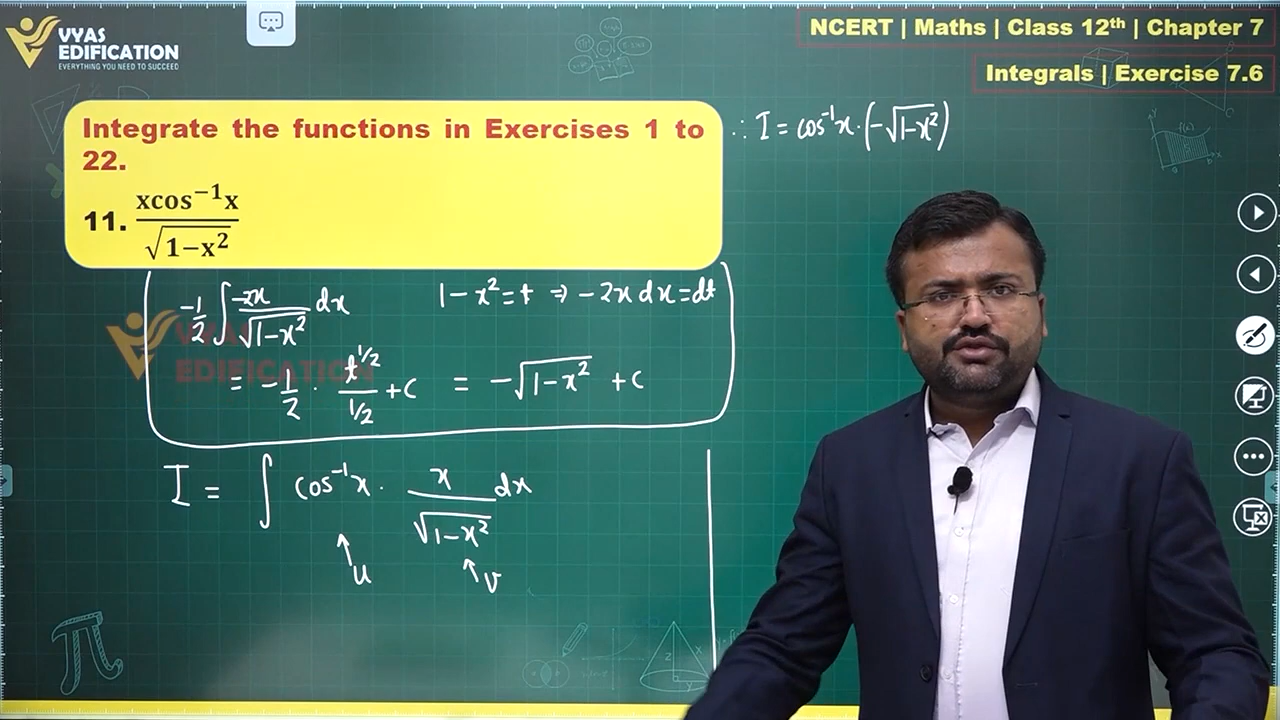 VYAS
EDIFICATION
EVERYTHING YOU NEED TO SUCCEED
NCERT | Maths | Class 12th | Chapter 7
Integrals | Exercise 7.6
Integrate the functions in Exercises 1 to
22.
11. xcos⁻¹x / √(1−x²)
∴ I = cos⁻¹x · (−√(1−x²))
-1/2 ∫ -2x/√(1−x²) dx    1−x² = t ⇒ −2x dx = dt
= −1/2 · t^(1/2) / (1/2) + c = −√(1−x²) + c
I = ∫ cos⁻¹x · x/√(1−x²) dx
↑u ↑v
VYAS
EDIFICATION